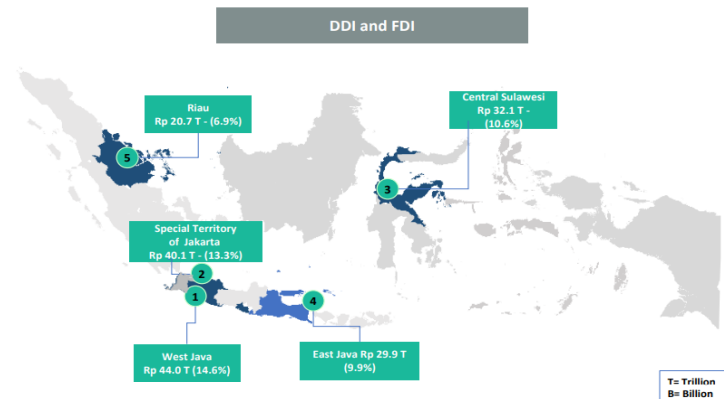 DDI and FDI
Riau
Rp 20.7 T - (6.9%)
Central Sulawesi
Rp 32.1 T -
(10.6%)
5
3
Special Territory
of Jakarta
Rp 40.1 T - (13.3%)
2
1
4
West Java
Rp 44.0 T (14.6%)
East Java Rp 29.9 T
(9.9%)
T= Trillion
B= Billion